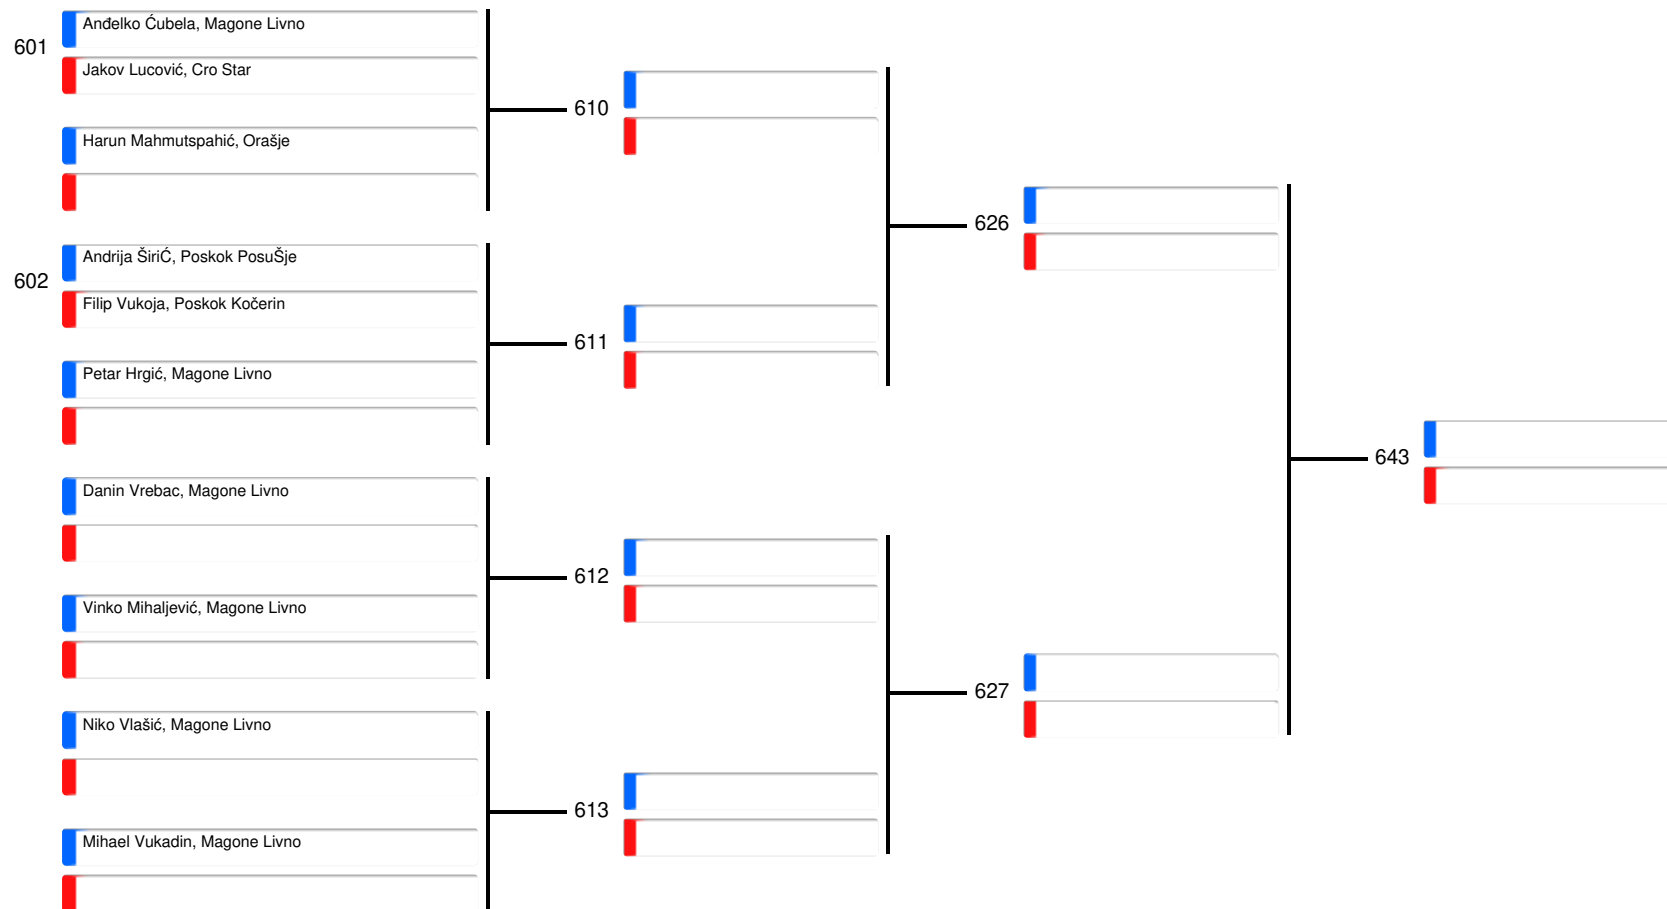 Anđelko Ćubela, Magone Livno
601
Jakov Lucović, Cro Star
610
Harun Mahmutspahić, Orašje
626
Andrija ŠiriĆ, Poskok PosuŠje
602
Filip Vukoja, Poskok Kočerin
611
Petar Hrgić, Magone Livno
643
Danin Vrebac, Magone Livno
612
Vinko Mihaljević, Magone Livno
627
Niko Vlašić, Magone Livno
613
Mihael Vukadin, Magone Livno